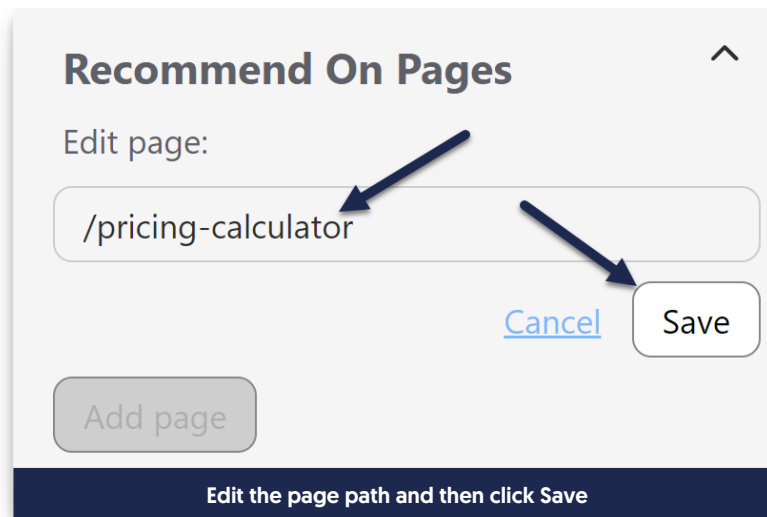 Recommend On Pages
Edit page:
/pricing-calculator
Cancel Save
Add page
Edit the page path and then click Save